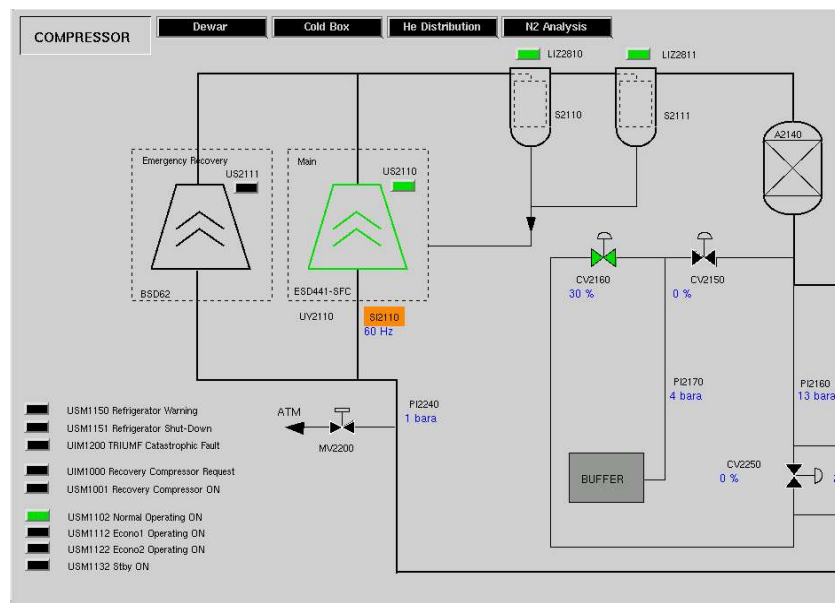 COMPRESSOR
Dewar
Cold Box
He Distribution
N2 Analysis
LIZ2810
LIZ2811
S2110
S2111
A2140
Emergency Recovery
US2111
Main
US2110
BSD62
ESD441-SFC
UY2110
SI2110
60 Hz
CV2160
30 %
CV2150
0 %
PI2170
4 bara
PI2160
13 bara
PI2240
1 bara
ATM
MV2200
CV2250
0 %
BUFFER
USM1150 Refrigerator Warning
USM1151 Refrigerator Shut-Down
UIM1200 TRIUMF Catastrophic Fault
UIM1000 Recovery Compressor Request
USM1001 Recovery Compressor ON
USM1102 Normal Operating ON
USM1112 Econo1 Operating ON
USM1122 Econo2 Operating ON
USM1132 Stby ON